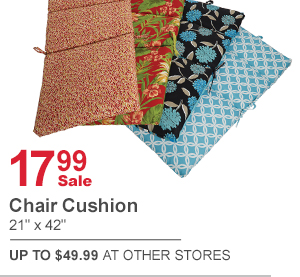 17.99
Sale
Chair Cushion
21" x 42"
UP TO $49.99 AT OTHER STORES